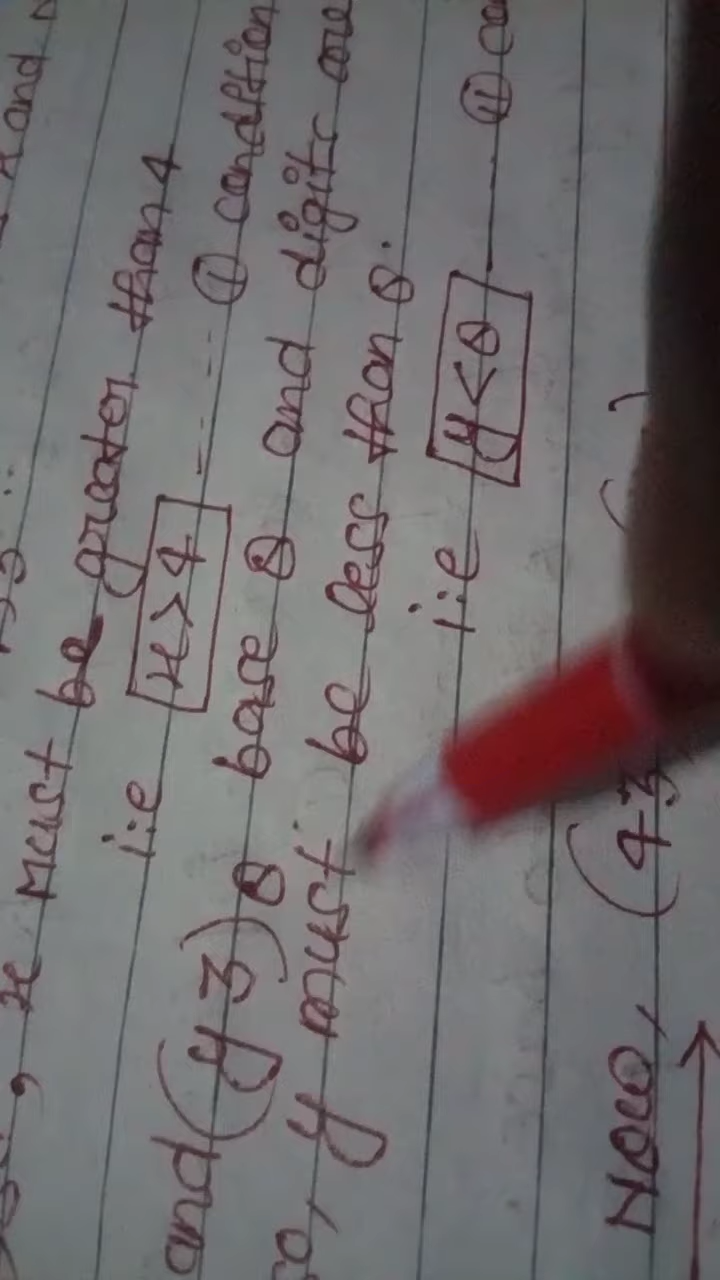 x and
, x must be greater than 4
i.e x > 4 ---- (i) condition
and (y3)8 base 8 and digits are
so, y must be less than 8.
i.e y < 8 ---- (ii)
Now, (43